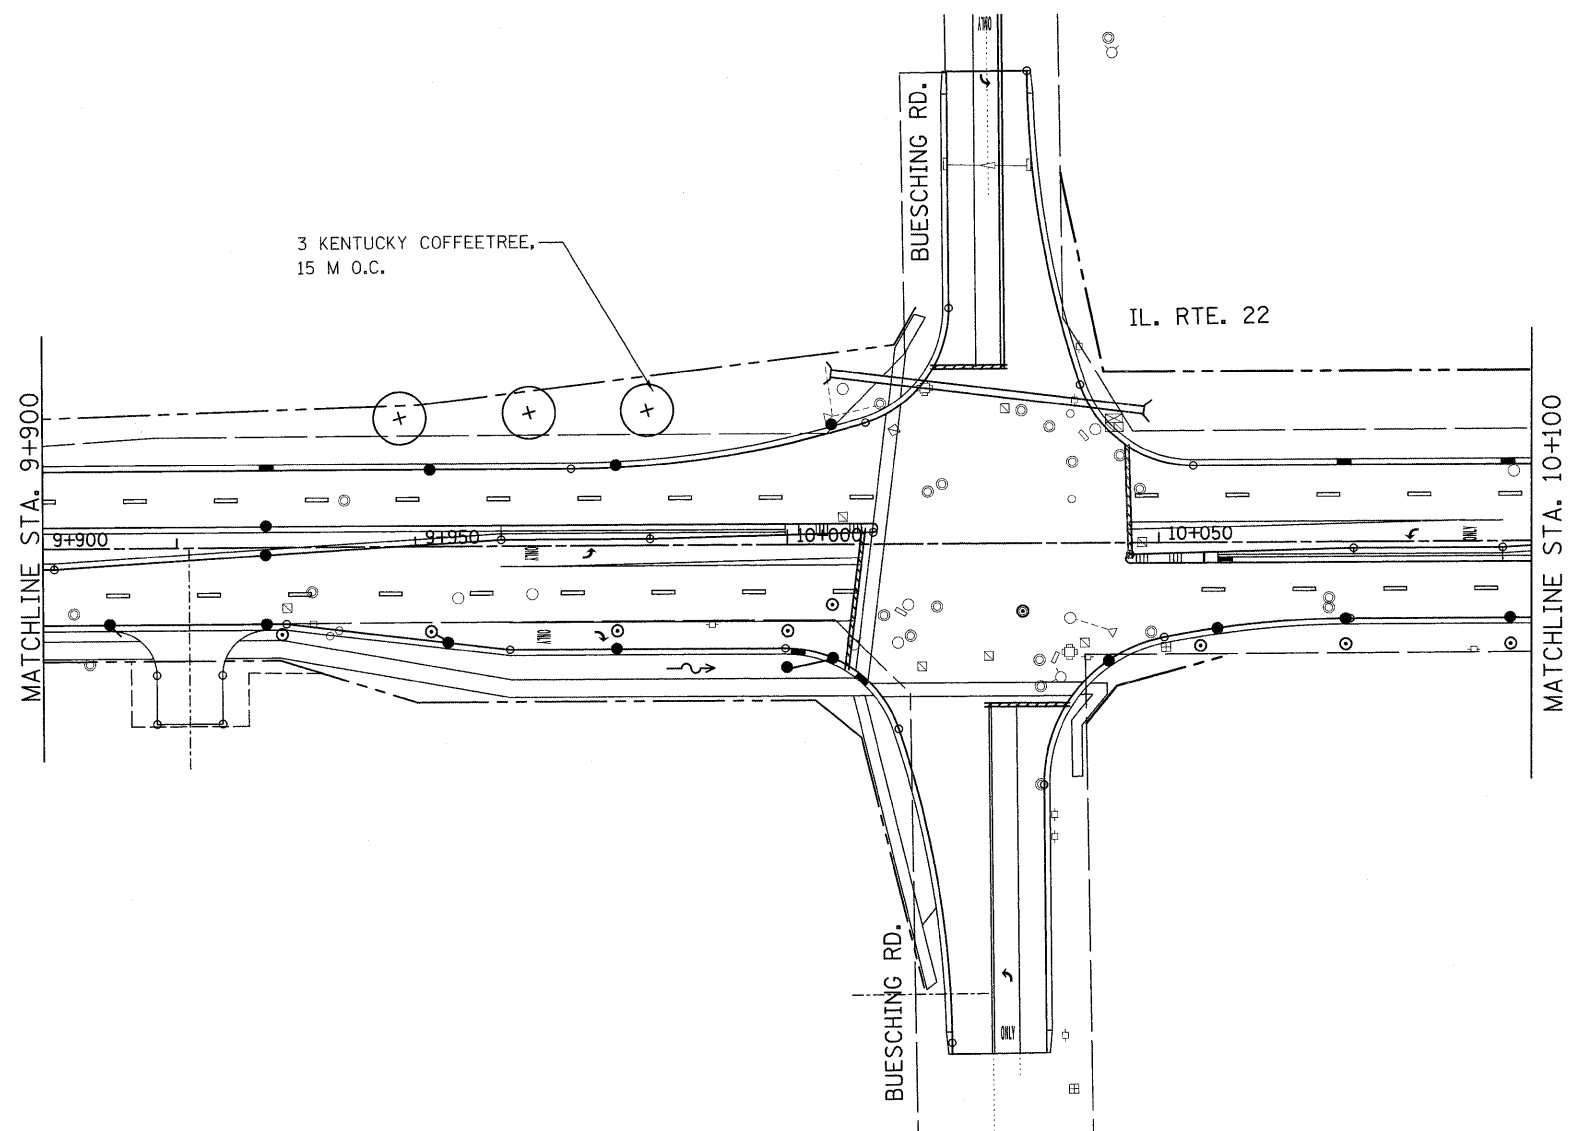 ONLY
BUESCHING RD.
3 KENTUCKY COFFEETREE,
15 M O.C.
IL. RTE. 22
MATCHLINE STA. 9+900
MATCHLINE STA. 10+100
9+900
9+950
10+000
10+050
ONLY
ONLY
ONLY
BUESCHING RD.
ONLY